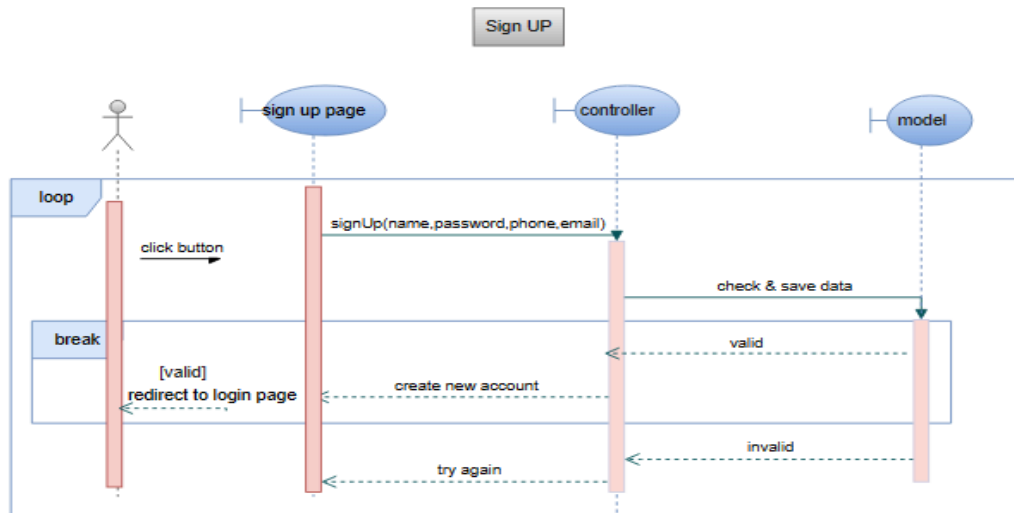 Sign UP
sign up page
controller
model
loop
signUp(name,password,phone,email)
click button
check & save data
break
valid
[valid]
redirect to login page
create new account
invalid
try again